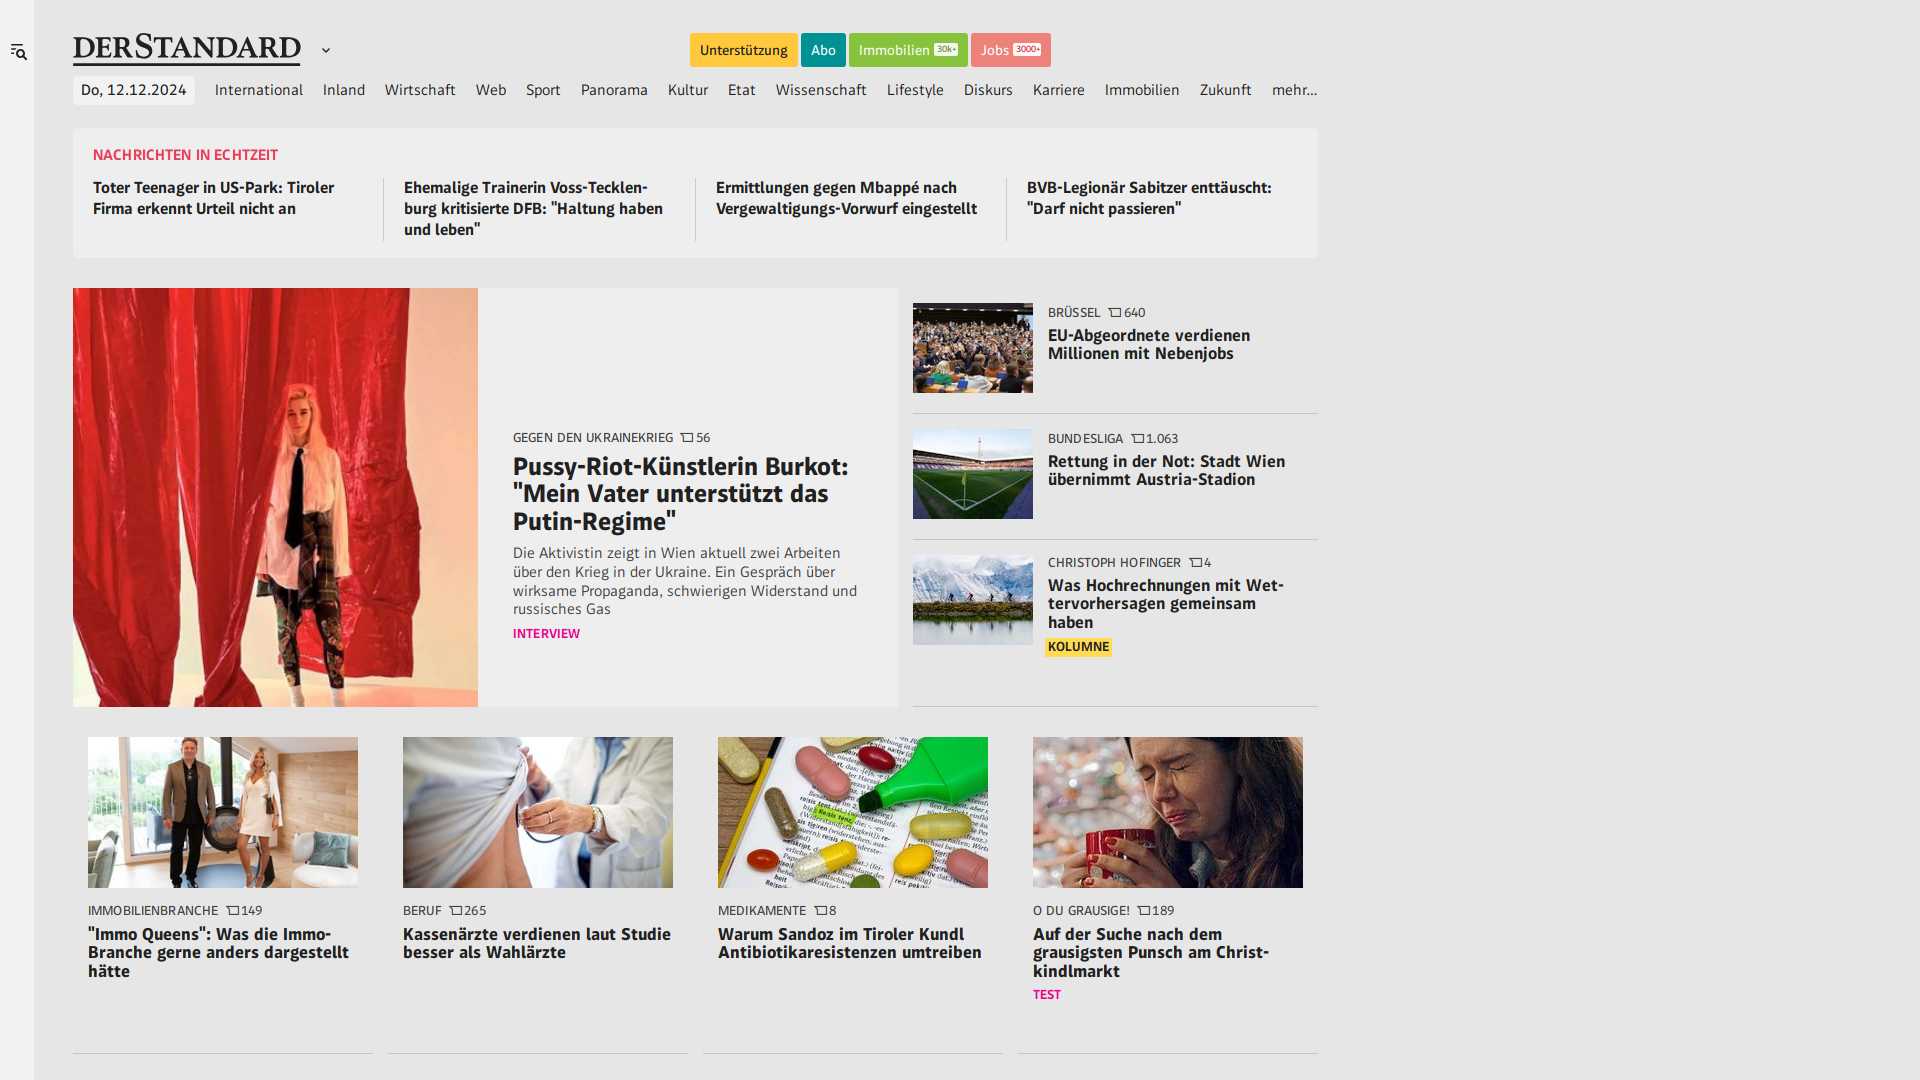 DERSTANDARD
Unterstützung
Abo
Immobilien 30k+
Jobs 3000+
Do, 12.12.2024
International
Inland
Wirtschaft
Web
Sport
Panorama
Kultur
Etat
Wissenschaft
Lifestyle
Diskurs
Karriere
Immobilien
Zukunft
mehr...
NACHRICHTEN IN ECHTZEIT
Toter Teenager in US-Park: Tiroler
Firma erkennt Urteil nicht an
Ehemalige Trainerin Voss-Tecklen-
burg kritisierte DFB: "Haltung haben
und leben"
Ermittlungen gegen Mbappé nach
Vergewaltigungs-Vorwurf eingestellt
BVB-Legionär Sabitzer enttäuscht:
"Darf nicht passieren"
GEGEN DEN UKRAINEKRIEG 56
Pussy-Riot-Künstlerin Burkot:
"Mein Vater unterstützt das
Putin-Regime"
Die Aktivistin zeigt in Wien aktuell zwei Arbeiten
über den Krieg in der Ukraine. Ein Gespräch über
wirksame Propaganda, schwierigen Widerstand und
russisches Gas
INTERVIEW
BRÜSSEL 640
EU-Abgeordnete verdienen
Millionen mit Nebenjobs
BUNDESLIGA 1.063
Rettung in der Not: Stadt Wien
übernimmt Austria-Stadion
CHRISTOPH HOFINGER 4
Was Hochrechnungen mit Wet-
tervorhersagen gemeinsam
haben
KOLUMNE
IMMOBILIENBRANCHE 149
"Immo Queens": Was die Immo-
Branche gerne anders dargestellt
hätte
BERUF 265
Kassenärzte verdienen laut Studie
besser als Wahlärzte
MEDIKAMENTE 8
Warum Sandoz im Tiroler Kundl
Antibiotikaresistenzen umtreiben
O DU GRAUSIGE! 189
Auf der Suche nach dem
grausigsten Punsch am Christ-
kindlmarkt
TEST